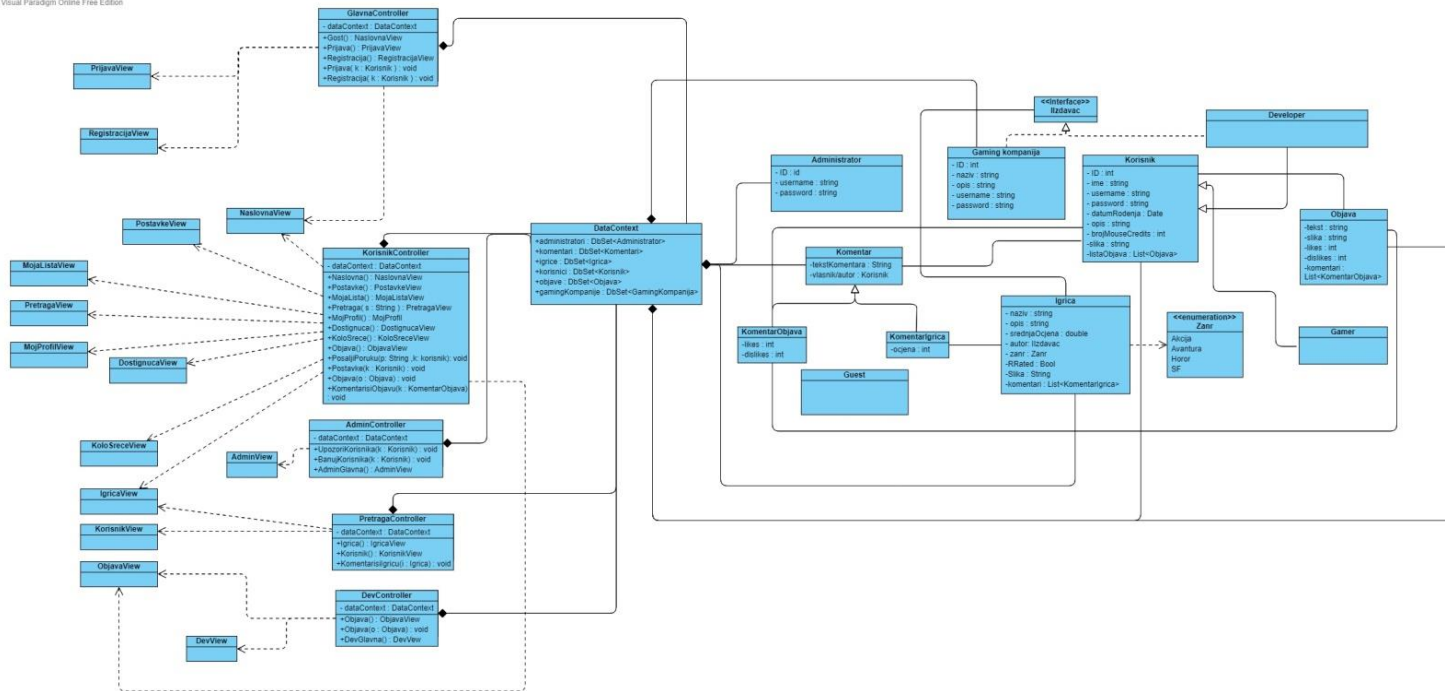 Visual Paradigm Online Free Edition
GlavnaController
- dataContext : DataContext
+Gost() : NaslovnaView
+Prijava() : PrijavaView
+Registracija() : RegistracijaView
+Prijava( k : Korisnik ) : void
+Registracija( k : Korisnik ) : void
PrijavaView
RegistracijaView
NaslovnaView
PostavkeView
MojaListaView
PretragaView
MojProfilView
DostignucaView
KoloSreceView
IgricaView
KorisnikView
ObjavaView
AdminView
DevView
KorisnikController
- dataContext : DataContext
+Naslovna() : NaslovnaView
+Postavke() : PostavkeView
+MojaLista() : MojaListaView
+Pretraga( s : String ) : PretragaView
+MojProfil() : MojProfil
+Dostignuca() : DostignucaView
+KoloSrece() : KoloSreceView
+Objava() : ObjavaView
+PosaljiPoruku(p: String ,k: korisnik): void
+Postavke(k : Korisnik) : void
+Objava(o : Objava) : void
+KomentarisiObjavu(k : KomentarObjava)
: void
AdminController
- dataContext : DataContext
+UpozoriKorisnika(k : Korisnik) : void
+BanujKorisnika(k : Korisnik) : void
+AdminGlavna() : AdminView
PretragaController
- dataContext : DataContext
+Igrica() : IgricaView
+Korisnik() : KorisnikView
+KomentarisiIgricu(i : Igrica) : void
DevController
- dataContext : DataContext
+Objava() : ObjavaView
+Objava(o : Objava) : void
+DevGlavna() : DevVew
DataContext
+administratori : DbSet<Administrator>
+komentari : DbSet<Komentari>
+igrice : DbSet<Igrica>
+korisnici : DbSet<Korisnik>
+objave : DbSet<Objava>
+gamingKompanije : DbSet<GamingKompanija>
Administrator
- ID : id
- username : string
- password : string
<<interface>>
IIzdavac
Gaming kompanija
- ID : int
- naziv : string
- opis : string
- username : string
- password : string
Developer
Korisnik
- ID : int
- ime : string
- username : string
- password : string
- datumRodenja : Date
- opis : string
- brojMouseCredits : int
- slika : string
-listaObjava : List<Objava>
Objava
-tekst : string
-slika : string
-likes : int
-dislikes : int
-komentari :
List<KomentarObjava>
Komentar
-tekstKomentara : String
-vlasnik/autor : Korisnik
KomentarObjava
-likes : int
-dislikes : int
KomentarIgrica
-ocjena : int
Guest
Igrica
- naziv : string
- opis : string
- srednjaOcjena : double
- autor: IIzdavac
- zanr : Zanr
-RRated : Bool
-Slika : String
-komentari : List<KomentarIgrica>
<<enumeration>>
Zanr
Akcija
Avantura
Horor
SF
Gamer